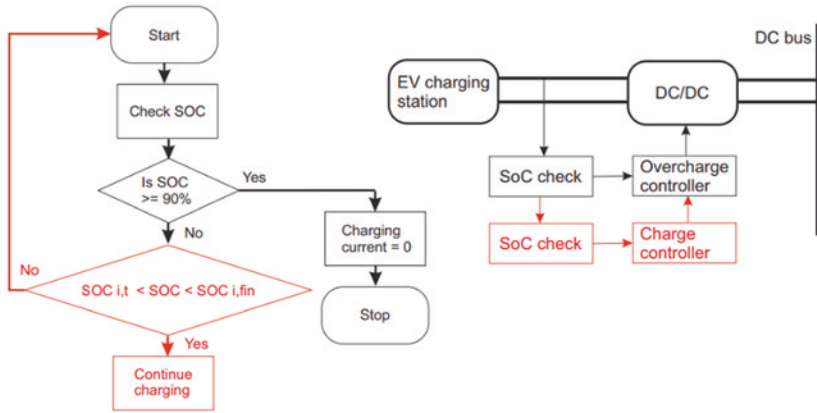 Start
Check SOC
Is SOC
>= 90%
Yes
No
Charging
current = 0
Stop
No
SOC i,t < SOC < SOC i,fin
Yes
Continue
charging
DC bus
EV charging
station
DC/DC
SoC check
Overcharge
controller
SoC check
Charge
controller